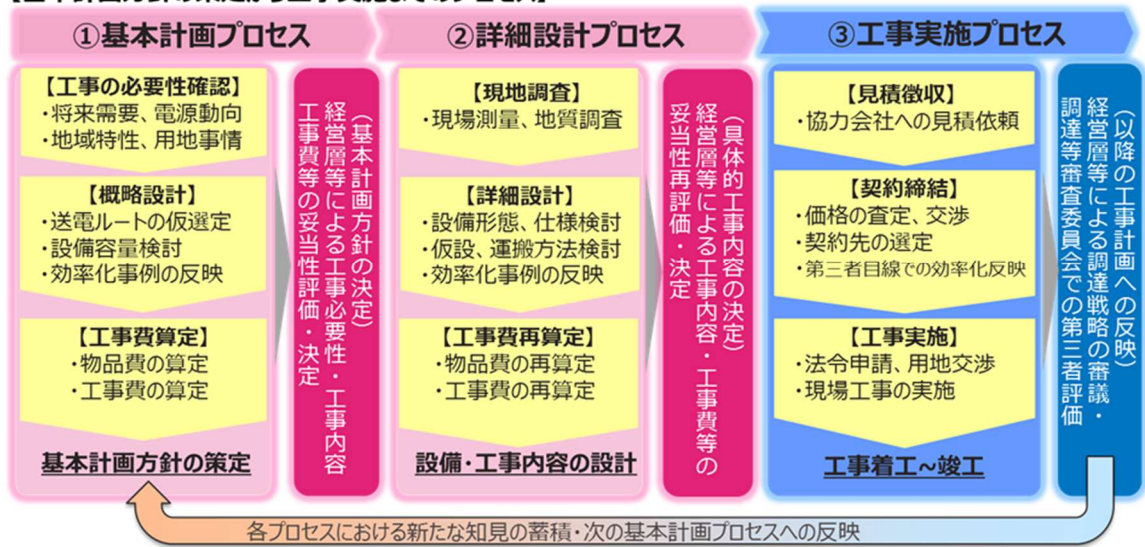 ①基本計画プロセス
【工事の必要性確認】
・将来需要、電源動向
・地域特性、用地事情
【概略設計】
・送電ルートの仮選定
・設備容量検討
・効率化事例の反映
【工事費算定】
・物品費の算定
・工事費の算定
基本計画方針の策定
（基本計画方針の決定）
経営層等による工事必要性・工事内容
工事費等の妥当性評価・決定
②詳細設計プロセス
【現地調査】
・現場測量、地質調査
【詳細設計】
・設備形態、仕様検討
・仮設、運搬方法検討
・効率化事例の反映
【工事費再算定】
・物品費の再算定
・工事費の再算定
設備・工事内容の設計
（具体的工事内容の決定）
経営層等による工事内容・工事費等の
妥当性再評価・決定
③工事実施プロセス
【見積徴収】
・協力会社への見積依頼
【契約締結】
・価格の査定、交渉
・契約先の選定
・第三者目線での効率化反映
【工事実施】
・法令申請、用地交渉
・現場工事の実施
工事着工～竣工
（以降の工事計画への反映）
経営層等による調達戦略の審議・
調達等審査委員会での第三者評価
各プロセスにおける新たな知見の蓄積・次の基本計画プロセスへの反映